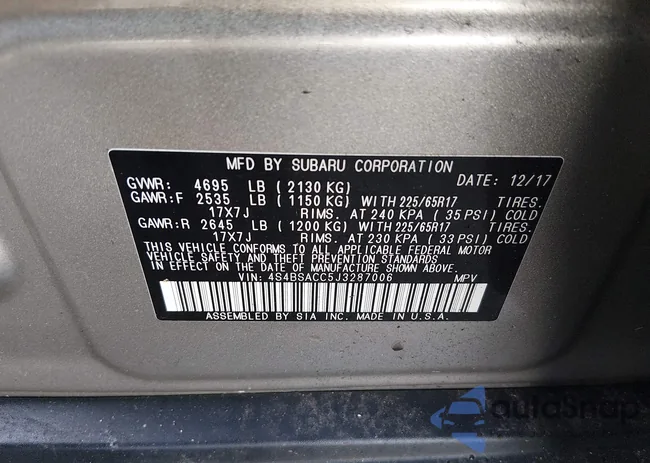 MFD BY SUBARU CORPORATION
GVWR: 4695 LB ( 2130 KG) DATE: 12/17
GAWR: F 2535 LB ( 1150 KG) WITH 225/65R17 TIRES.
17X7J RIMS. AT 240 KPA ( 35 PSI) COLD
GAWR: R 2645 LB ( 1200 KG) WITH 225/65R17 TIRES.
17X7J RIMS. AT 230 KPA ( 33 PSI) COLD
THIS VEHICLE CONFORMS TO ALL APPLICABLE FEDERAL MOTOR
VEHICLE SAFETY AND THEFT PREVENTION STANDARDS
IN EFFECT ON THE DATE OF MANUFACTURE SHOWN ABOVE.
VIN: 4S4BSACC5J3287006 MPV
ASSEMBLED BY SIA INC. MADE IN U.S.A.
autoSnap